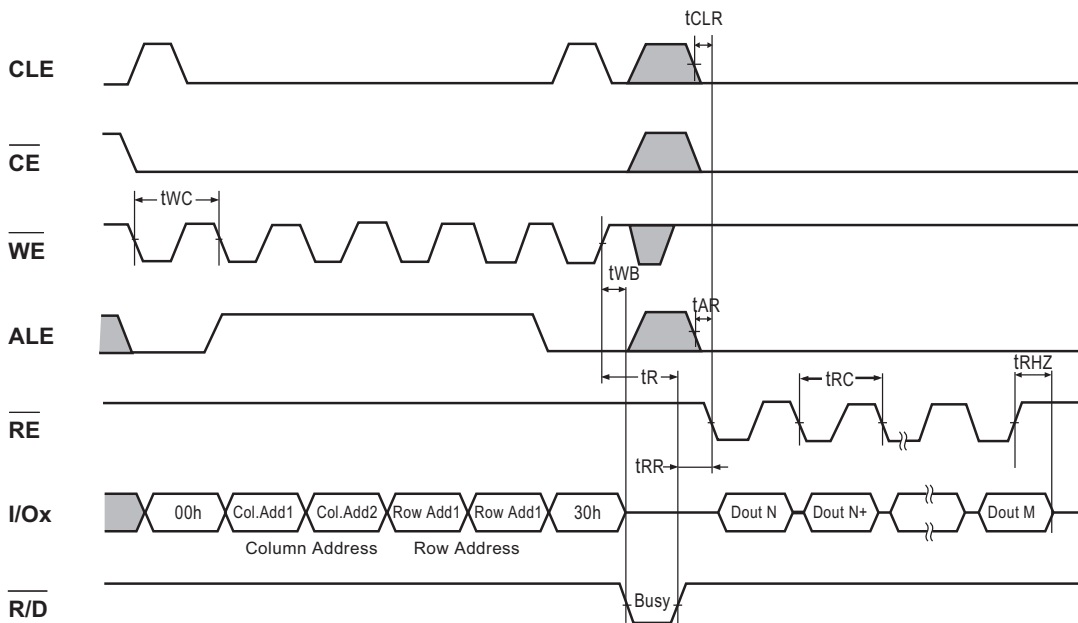 tCLR
CLE
CE
tWC
WE
tWB
tAR
ALE
tR
tRC
tRHZ
RE
tRR
I/Ox
00h
Col.Add1
Col.Add2
Row Add1
Row Add1
30h
Dout N
Dout N+
Dout M
Column Address
Row Address
R/D
Busy